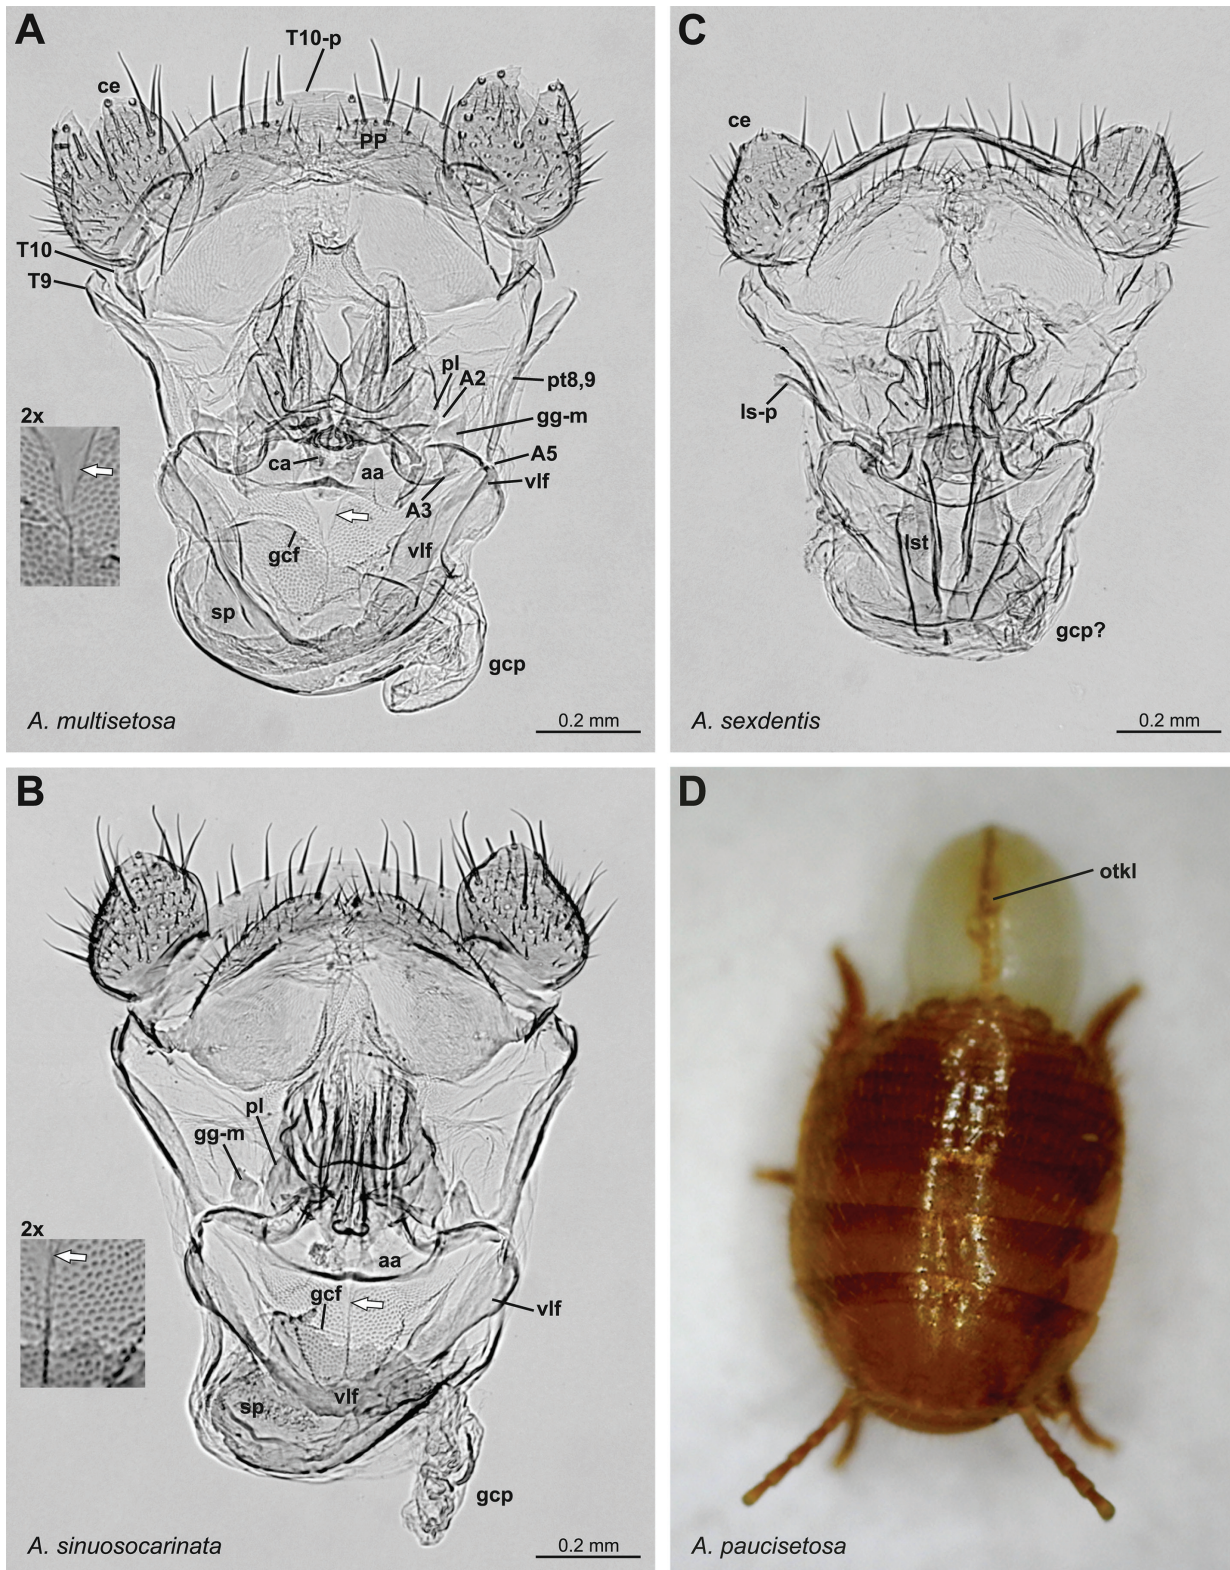 A
T10-p
ce
PP
T10
T9
pl
A2
pt8,9
2x
gg-m
ca
aa
A5
vlf
A3
gcf
vlf
sp
gcp
A. multisetosa
0.2 mm
C
ce
ls-p
lst
gcp?
A. sexdentis
0.2 mm
B
pl
gg-m
2x
aa
gcf
vlf
vlf
sp
gcp
A. sinuosocarinata
0.2 mm
D
otkl
A. paucisetosa